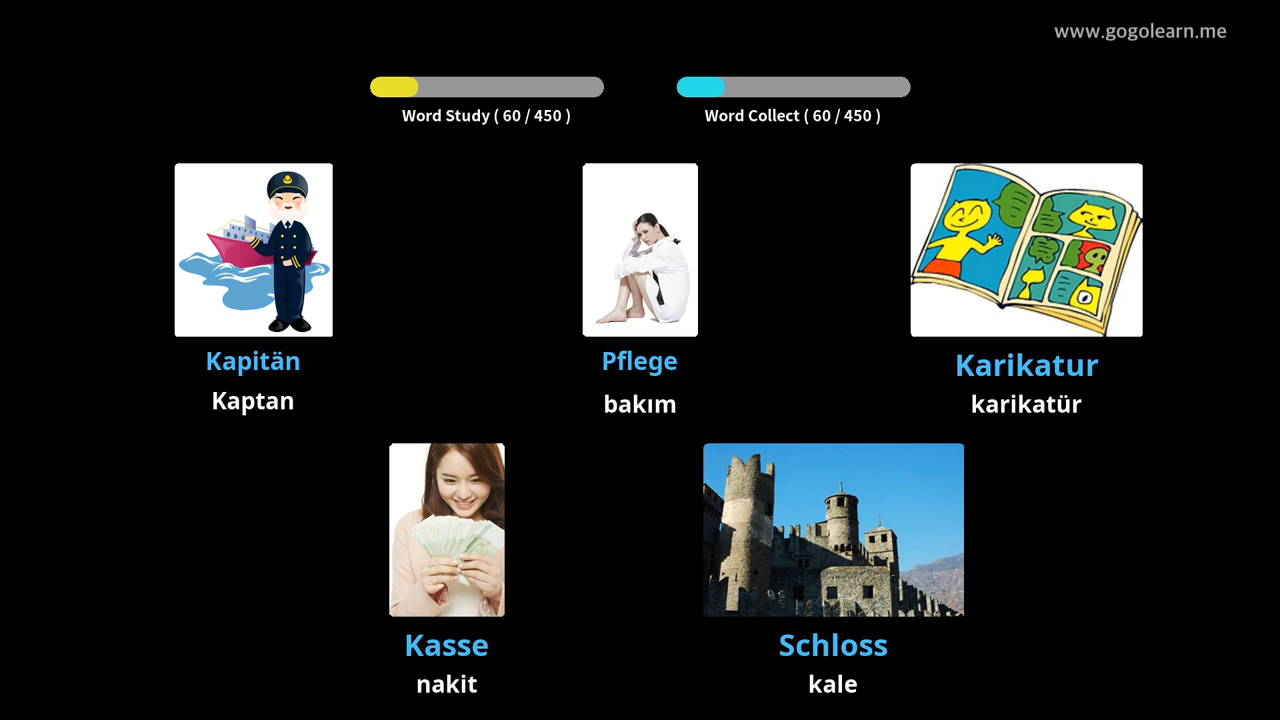 www.gogolearn.me
Word Study ( 60 / 450 )
Word Collect ( 60 / 450 )
Kapitän
Kaptan
Pflege
bakım
Karikatur
karikatür
Kasse
nakit
Schloss
kale